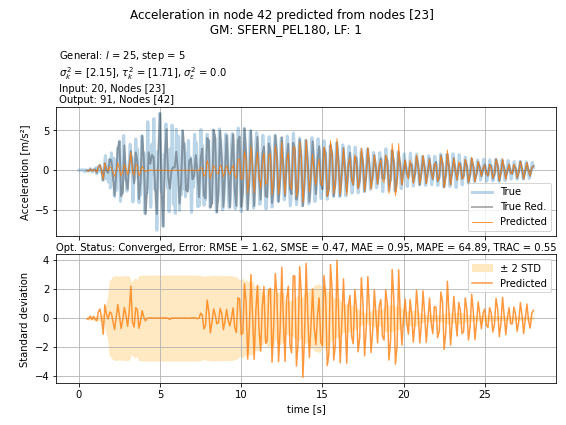 Acceleration in node 42 predicted from nodes [23]
GM: SFERN_PEL180, LF: 1
General: l = 25, step = 5
σ²ₖ = [2.15], τ²ₖ = [1.71], σ²ε = 0.0
Input: 20, Nodes [23]
Output: 91, Nodes [42]
Acceleration [m/s²]
5
0
−5
True
True Red.
Predicted
Opt. Status: Converged, Error: RMSE = 1.62, SMSE = 0.47, MAE = 0.95, MAPE = 64.89, TRAC = 0.55
Standard deviation
4
2
0
−2
−4
± 2 STD
Predicted
0 5 10 15 20 25
time [s]